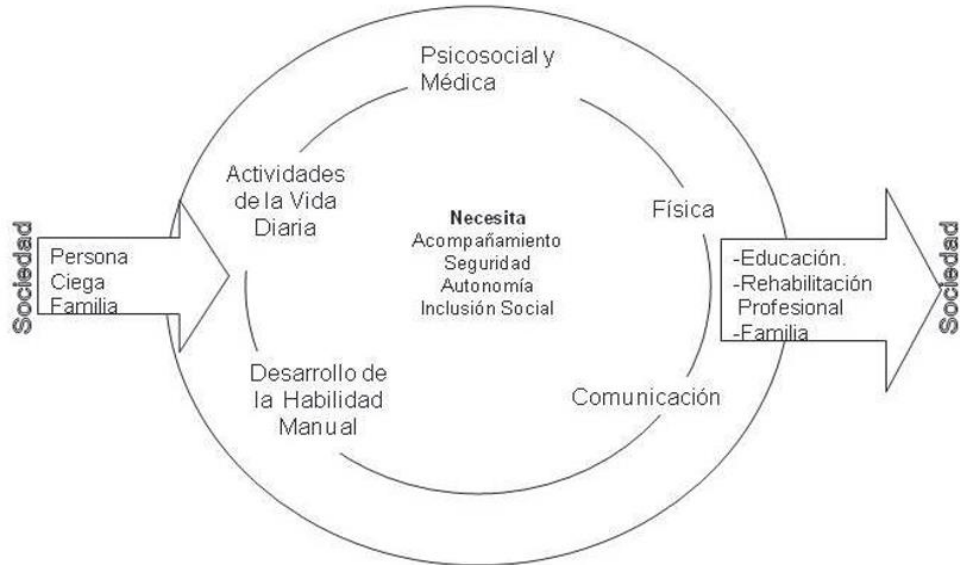 Psicosocial y
Médica
Actividades
de la Vida
Diaria
Física
Necesita
Acompañamiento
Seguridad
Autonomía
Inclusión Social
Sociedad
Persona
Ciega
Familia
-Educación.
-Rehabilitación
Profesional
-Familia
Sociedad
Desarrollo de
la Habilidad
Manual
Comunicación